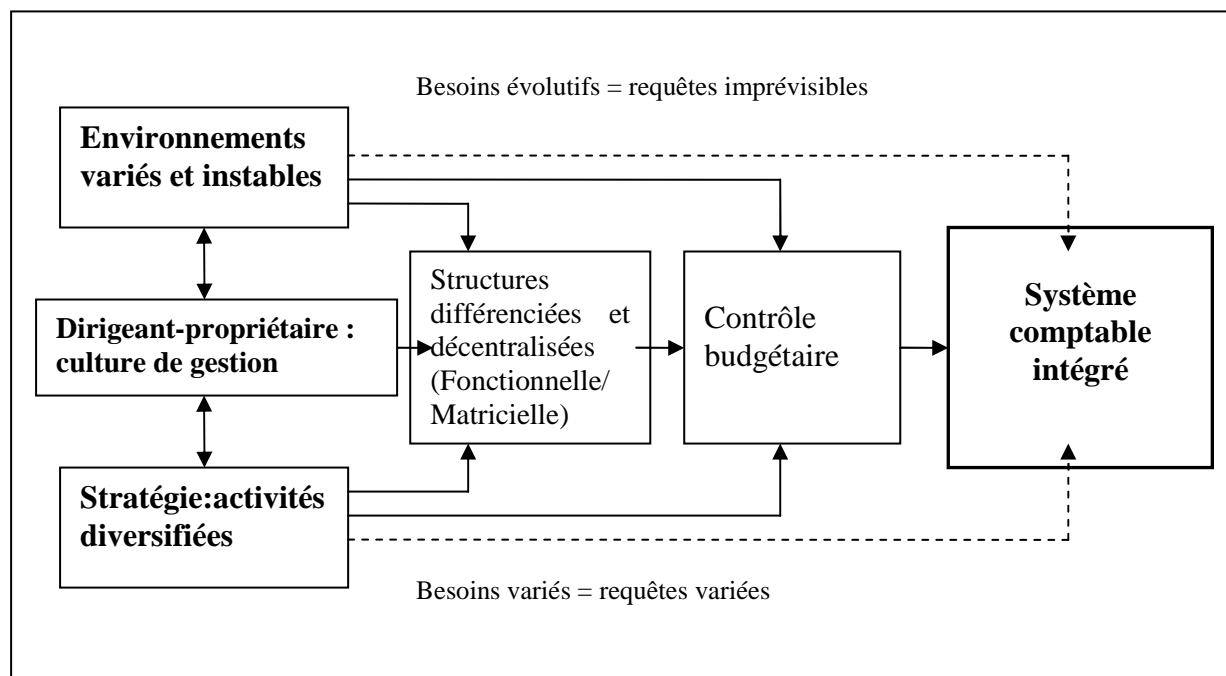 Besoins évolutifs = requêtes imprévisibles
Environnements
variés et instables
Dirigeant-propriétaire :
culture de gestion
Stratégie:activités
diversifiées
Structures
différenciées et
décentralisées
(Fonctionnelle/
Matricielle)
Contrôle
budgétaire
Système
comptable
intégré
Besoins variés = requêtes variées